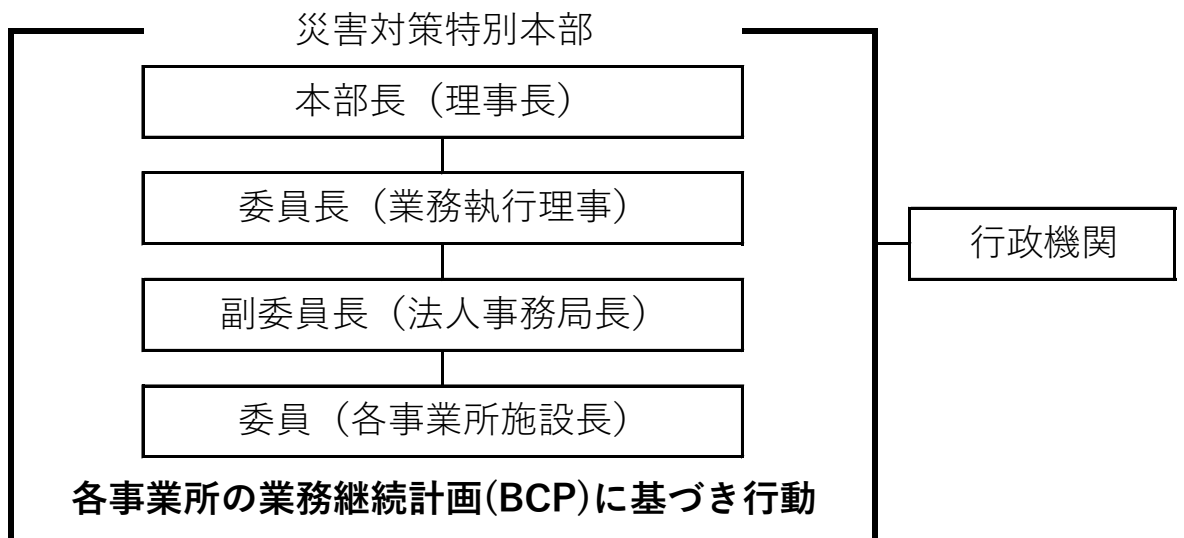 災害対策特別本部
本部長（理事長）
委員長（業務執行理事）
行政機関
副委員長（法人事務局長）
委員（各事業所施設長）
各事業所の業務継続計画(BCP)に基づき行動